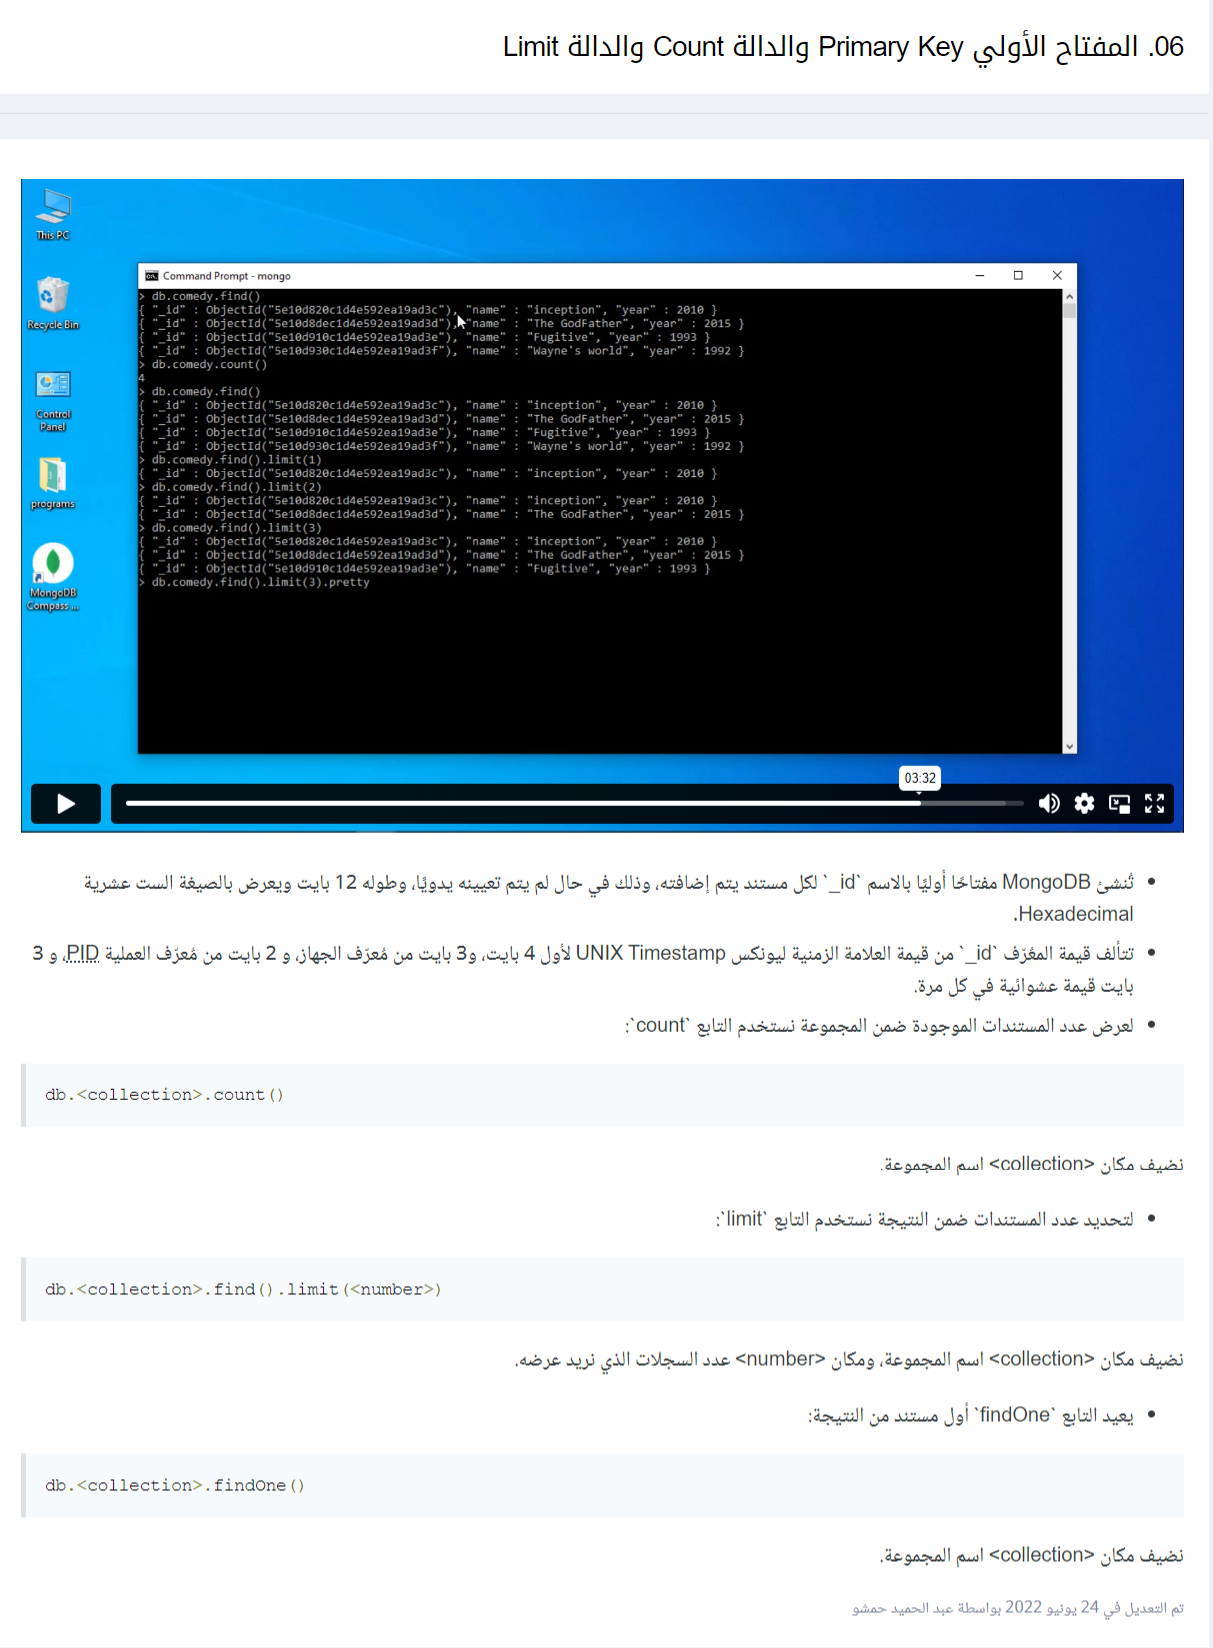 06. المفتاح الأولي Primary Key والدالة Count والدالة Limit
This PC
Recycle Bin
Control
Panel
programs
MongoDB
Compass ...
Command Prompt - mongo
> db.comedy.find()
{ "_id" : ObjectId("5e10d820c1d4e592ea19ad3c"), "name" : "inception", "year" : 2010 }
{ "_id" : ObjectId("5e10d8dec1d4e592ea19ad3d"), "name" : "The GodFather", "year" : 2015 }
{ "_id" : ObjectId("5e10d910c1d4e592ea19ad3e"), "name" : "Fugitive", "year" : 1993 }
{ "_id" : ObjectId("5e10d930c1d4e592ea19ad3f"), "name" : "Wayne's world", "year" : 1992 }
> db.comedy.count()
4
> db.comedy.find()
{ "_id" : ObjectId("5e10d820c1d4e592ea19ad3c"), "name" : "inception", "year" : 2010 }
{ "_id" : ObjectId("5e10d8dec1d4e592ea19ad3d"), "name" : "The GodFather", "year" : 2015 }
{ "_id" : ObjectId("5e10d910c1d4e592ea19ad3e"), "name" : "Fugitive", "year" : 1993 }
{ "_id" : ObjectId("5e10d930c1d4e592ea19ad3f"), "name" : "Wayne's world", "year" : 1992 }
> db.comedy.find().limit(1)
{ "_id" : ObjectId("5e10d820c1d4e592ea19ad3c"), "name" : "inception", "year" : 2010 }
> db.comedy.find().limit(2)
{ "_id" : ObjectId("5e10d820c1d4e592ea19ad3c"), "name" : "inception", "year" : 2010 }
{ "_id" : ObjectId("5e10d8dec1d4e592ea19ad3d"), "name" : "The GodFather", "year" : 2015 }
> db.comedy.find().limit(3)
{ "_id" : ObjectId("5e10d820c1d4e592ea19ad3c"), "name" : "inception", "year" : 2010 }
{ "_id" : ObjectId("5e10d8dec1d4e592ea19ad3d"), "name" : "The GodFather", "year" : 2015 }
{ "_id" : ObjectId("5e10d910c1d4e592ea19ad3e"), "name" : "Fugitive", "year" : 1993 }
> db.comedy.find().limit(3).pretty
03:32
• تُنشئ MongoDB مفتاحًا أوليًا بالاسم `_id` لكل مستند يتم إضافته، وذلك في حال لم يتم تعيينه يدويًا، وطوله 12 بايت ويعرض بالصيغة الست عشرية
Hexadecimal.
• تتألف قيمة المعُرّف `_id` من قيمة العلامة الزمنية ليونكس UNIX Timestamp لأول 4 بايت، و3 بايت من مُعرّف الجهاز، و 2 بايت من مُعرّف العملية PID، و 3
بايت قيمة عشوائية في كل مرة.
• لعرض عدد المستندات الموجودة ضمن المجموعة نستخدم التابع `count`:
db.<collection>.count()
نضيف مكان <collection> اسم المجموعة.
• لتحديد عدد المستندات ضمن النتيجة نستخدم التابع `limit`:
db.<collection>.find().limit(<number>)
نضيف مكان <collection> اسم المجموعة، ومكان <number> عدد السجلات الذي نريد عرضه.
• يعيد التابع `findOne` أول مستند من النتيجة:
db.<collection>.findOne()
نضيف مكان <collection> اسم المجموعة.
تم التعديل في 24 يونيو 2022 بواسطة عبد الحميد حمشو